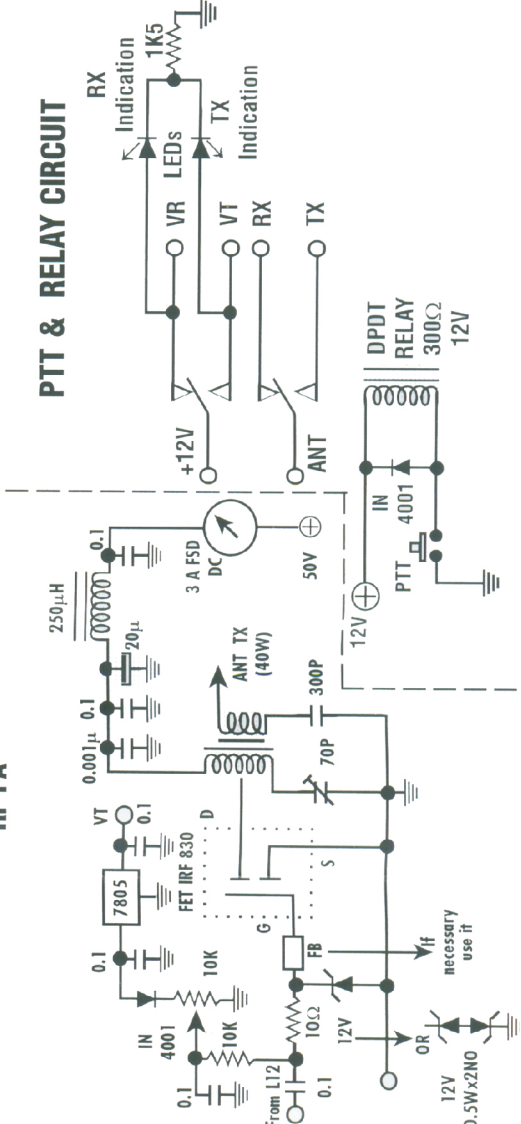 PTT & RELAY CIRCUIT
RX
Indication
1K5
LEDs
TX
Indication
VR
VT
RX
TX
+12V
ANT
DPDT
RELAY
300Ω
12V
IN
4001
PTT
12V
250μH
0.1
3 A FSD
DC
50V
20μ
0.1
0.001μ
ANT TX
(40W)
300P
70P
VT
0.1
7805
FET IRF 830
D
S
G
0.1
10K
IN
4001
10K
0.1
From L12
0.1
10Ω
FB
If
necessary
use it
12V
OR
12V
0.5Wx2NO